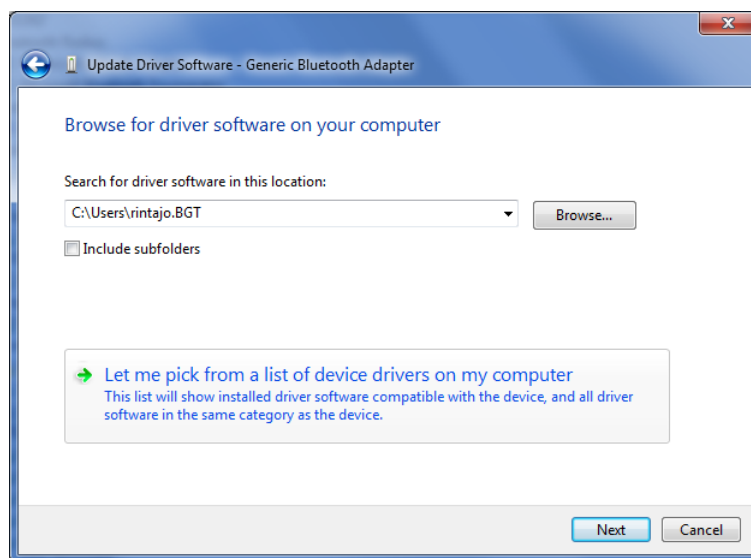 Update Driver Software - Generic Bluetooth Adapter
Browse for driver software on your computer
Search for driver software in this location:
C:\Users\rintajo.BGT
Browse...
Include subfolders
Let me pick from a list of device drivers on my computer
This list will show installed driver software compatible with the device, and all driver
software in the same category as the device.
Next
Cancel